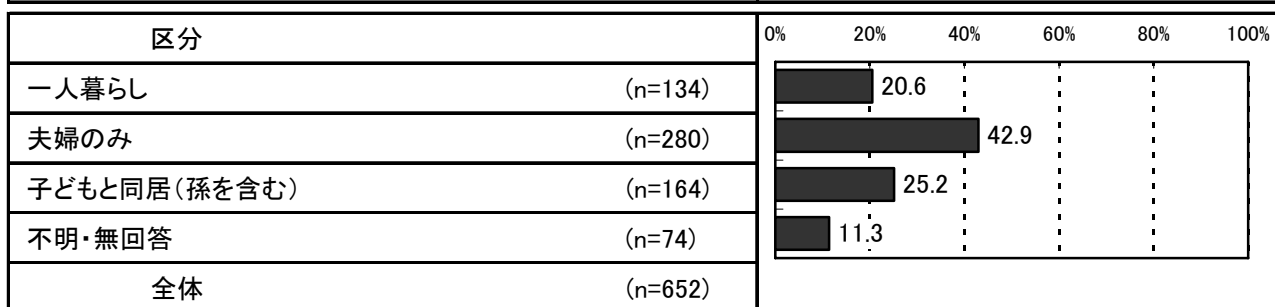 区分 0% 20% 40% 60% 80% 100%
一人暮らし (n=134) 20.6
夫婦のみ (n=280) 42.9
子どもと同居(孫を含む) (n=164) 25.2
不明・無回答 (n=74) 11.3
全体 (n=652)